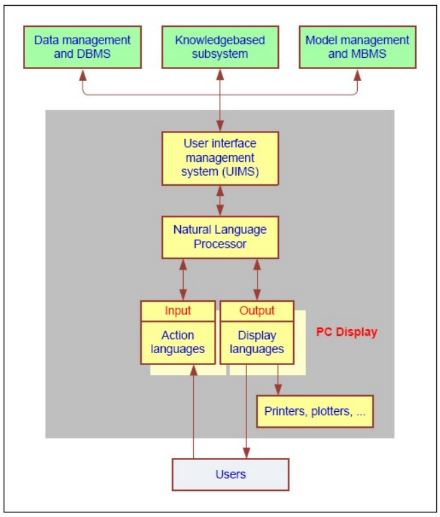 Data management
and DBMS
Knowledgebased
subsystem
Model management
and MBMS
User interface
management
system (UIMS)
Natural Language
Processor
Input
Action
languages
Output
Display
languages
PC Display
Printers, plotters, ...
Users